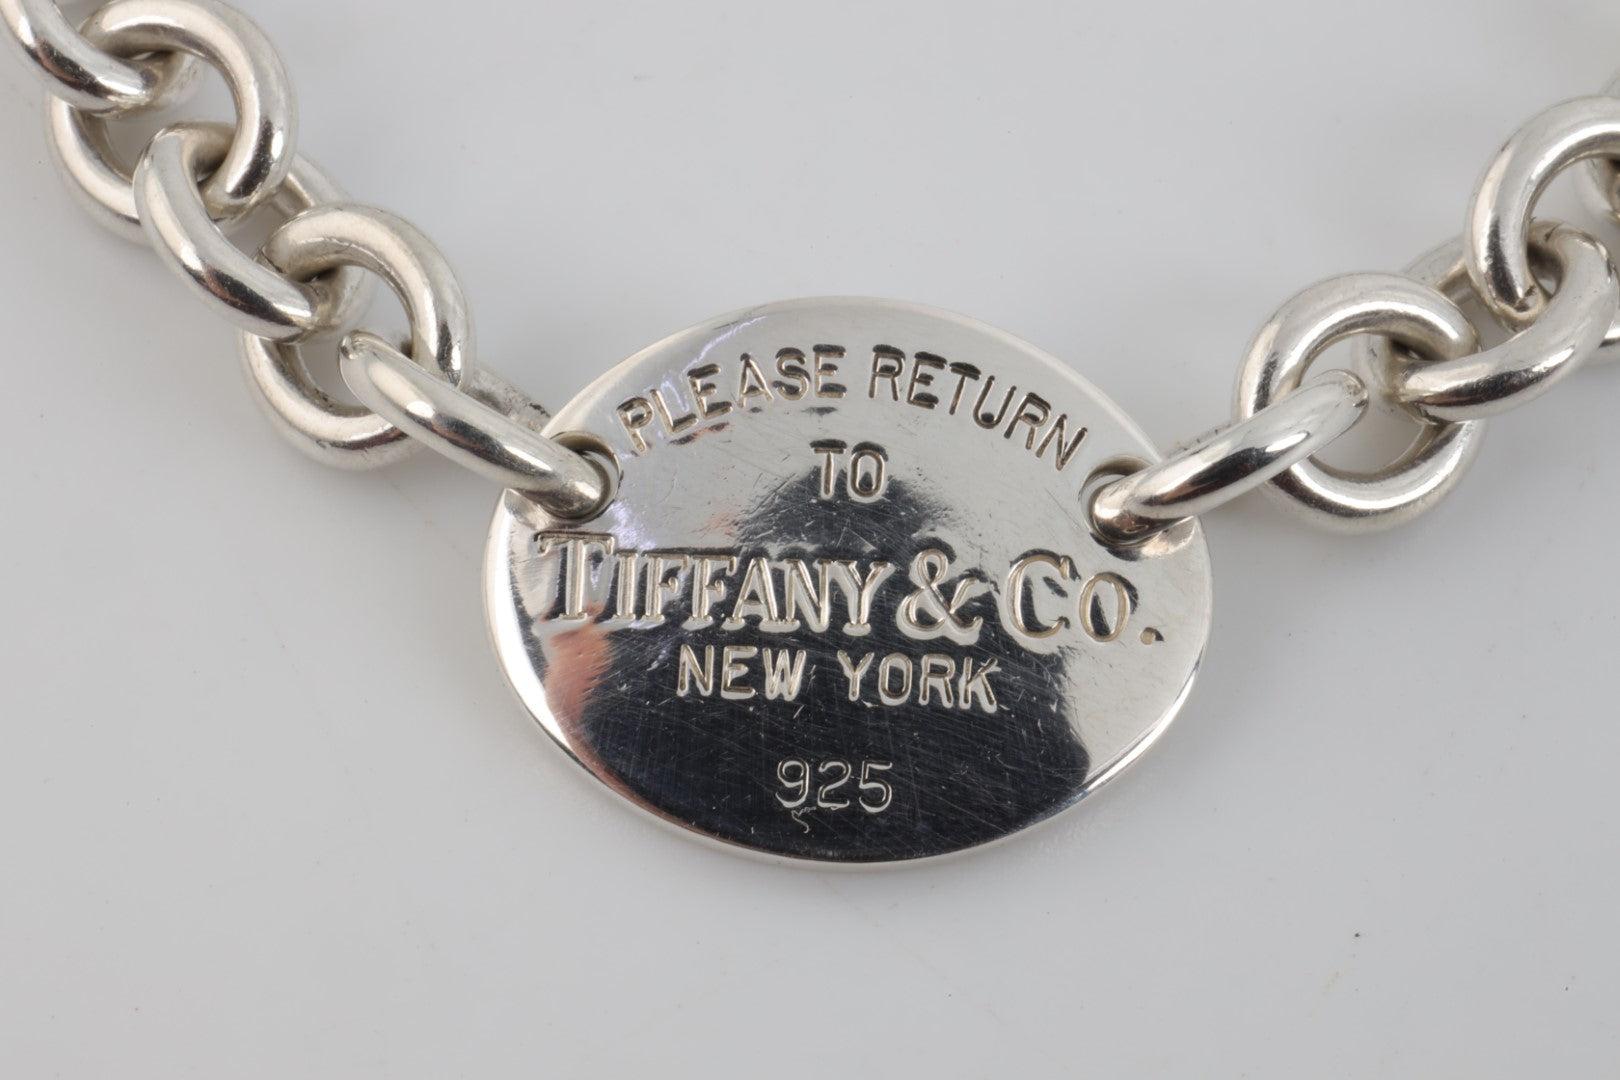 PLEASE RETURN
TO
TIFFANY & CO.
NEW YORK
925